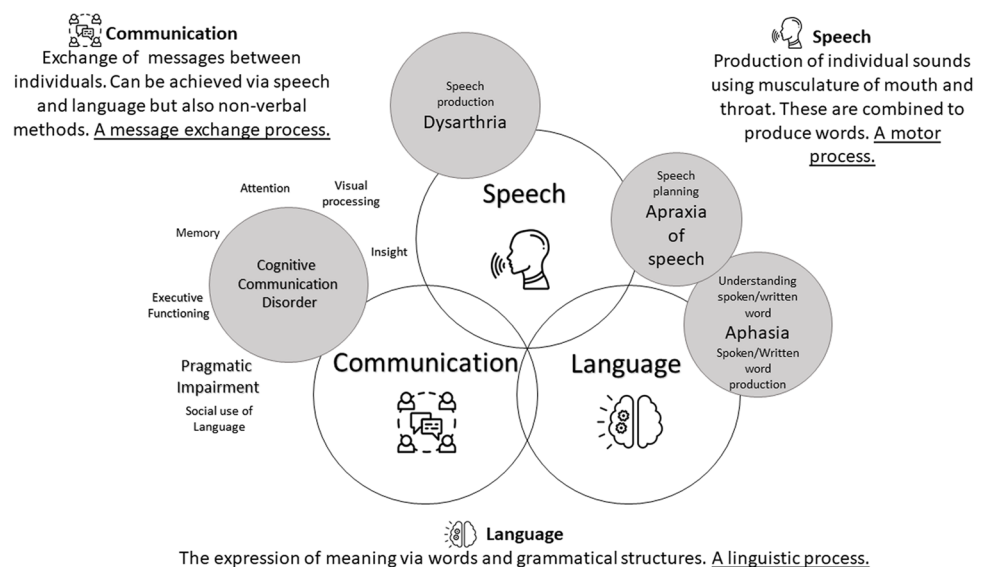 Communication
Exchange of messages between
individuals. Can be achieved via speech
and language but also non-verbal
methods. A message exchange process.
Speech
Production of individual sounds
using musculature of mouth and
throat. These are combined to
produce words. A motor
process.
Speech
production
Dysarthria
Speech
Speech
planning
Apraxia
of
speech
Attention
Visual
processing
Memory
Insight
Cognitive
Communication
Disorder
Executive
Functioning
Understanding
spoken/written
word
Aphasia
Spoken/Written
word
production
Communication
Language
Pragmatic
Impairment
Social use of
Language
Language
The expression of meaning via words and grammatical structures. A linguistic process.